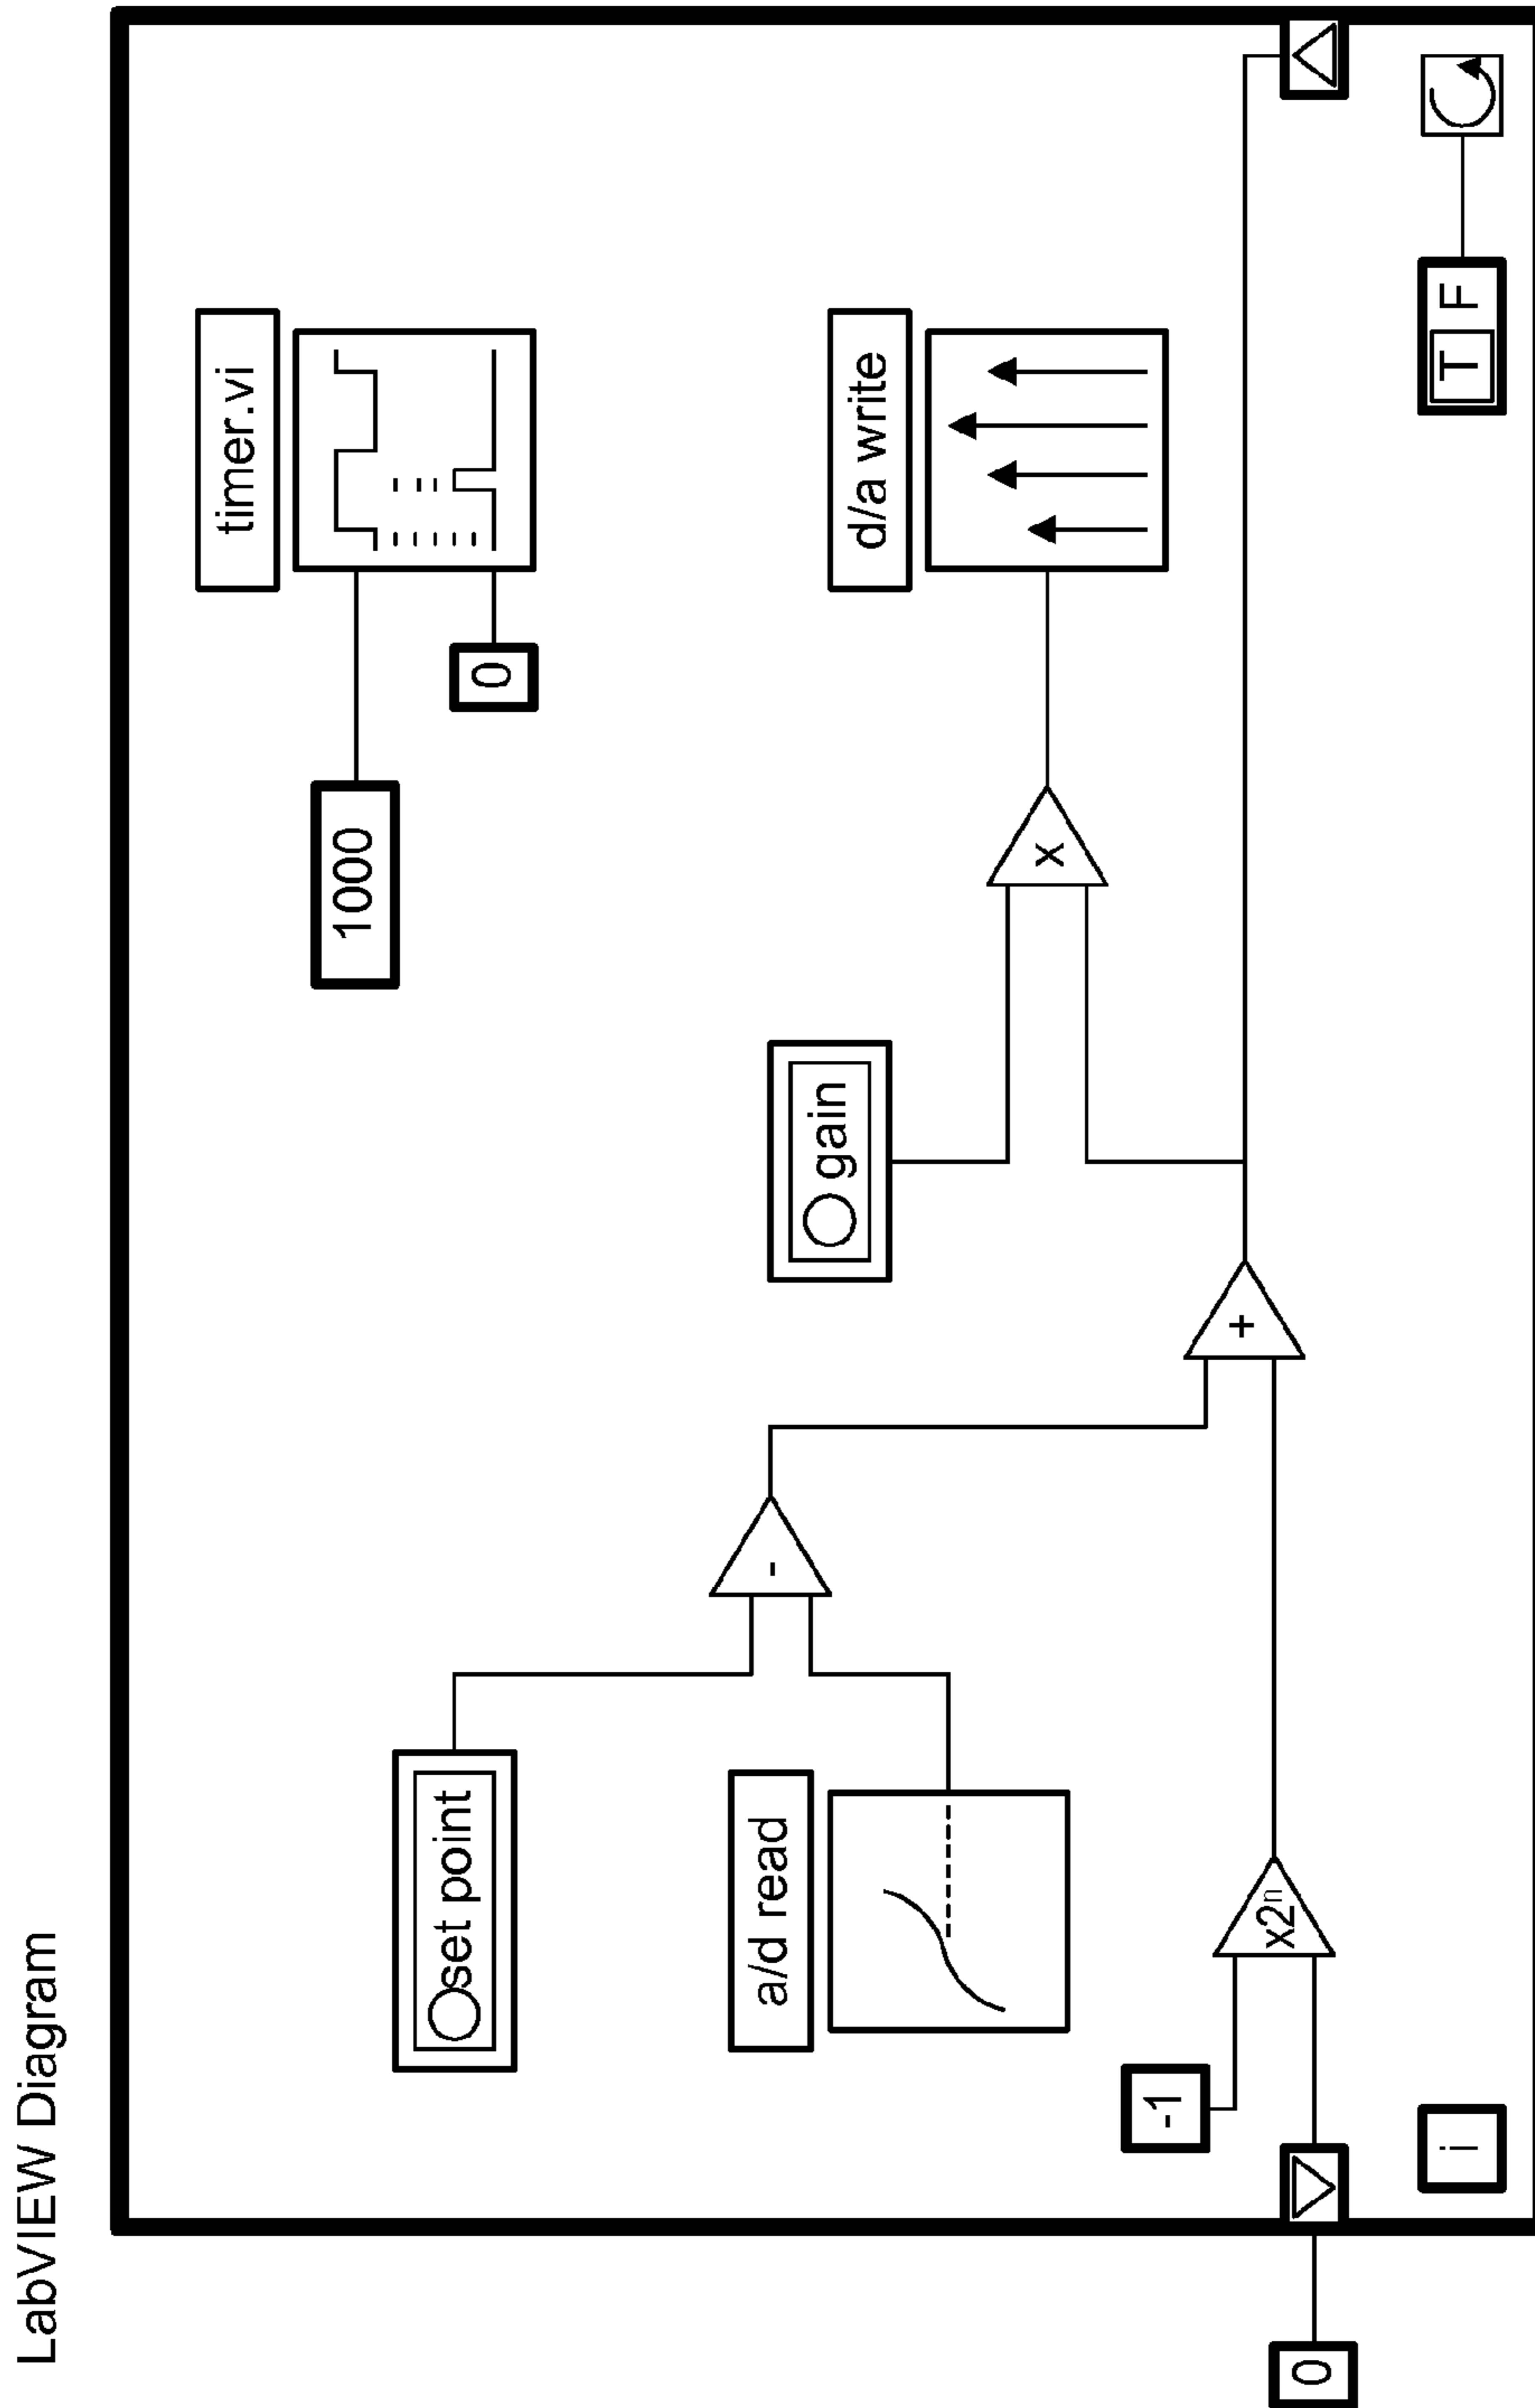 LabVIEW Diagram
timer.vi
1000
0
set point
a/d read
gain
d/a write
-
x
+
-1
x2ⁿ
0
i
T F